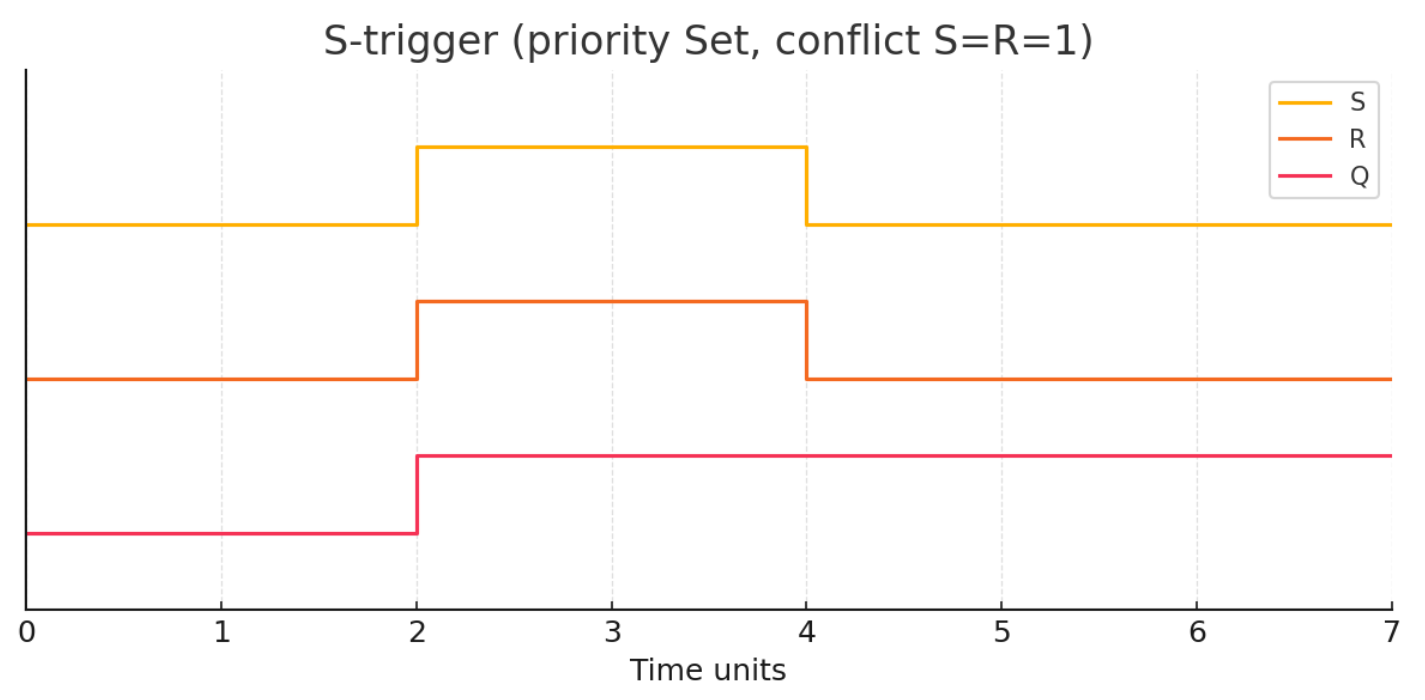 S-trigger (priority Set, conflict S=R=1)
S
R
Q
0 1 2 3 4 5 6 7
Time units